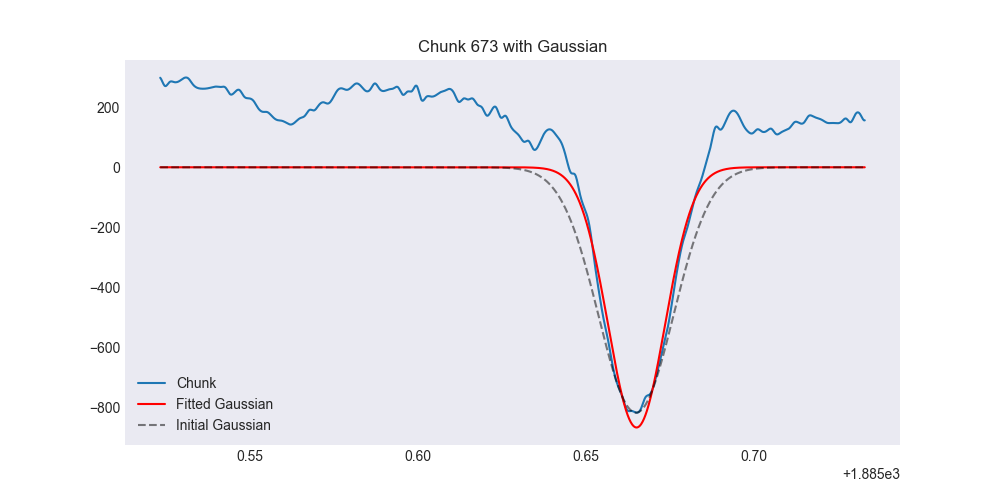 Chunk 673 with Gaussian
200
0
−200
−400
−600
−800
Chunk
Fitted Gaussian
Initial Gaussian
0.55 0.60 0.65 0.70
+1.885e3